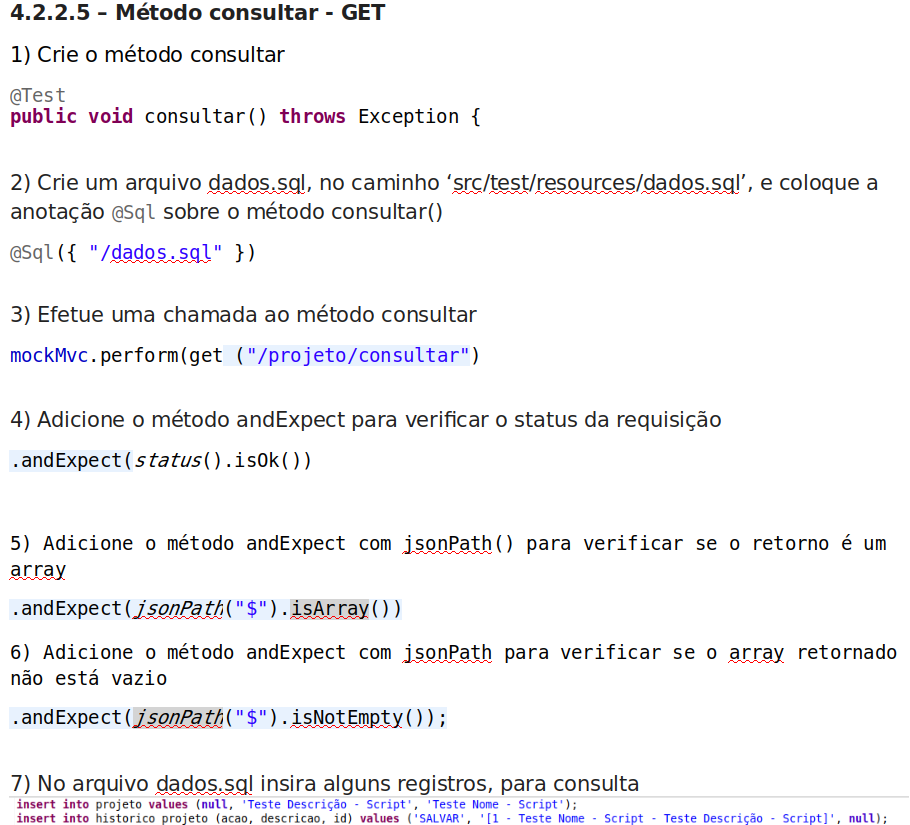 4.2.2.5 – Método consultar - GET
1) Crie o método consultar
@Test
public void consultar() throws Exception {
2) Crie um arquivo dados.sql, no caminho ‘src/test/resources/dados.sql’, e coloque a
anotação @Sql sobre o método consultar()
@Sql({ "/dados.sql" })
3) Efetue uma chamada ao método consultar
mockMvc.perform(get ("/projeto/consultar")
4) Adicione o método andExpect para verificar o status da requisição
.andExpect(status().isOk())
5) Adicione o método andExpect com jsonPath() para verificar se o retorno é um
array
.andExpect(jsonPath("$").isArray())
6) Adicione o método andExpect com jsonPath para verificar se o array retornado
não está vazio
.andExpect(jsonPath("$").isNotEmpty());
7) No arquivo dados.sql insira alguns registros, para consulta
insert into projeto values (null, 'Teste Descrição - Script', 'Teste Nome - Script');
insert into historico projeto (acao, descricao, id) values ('SALVAR', '[1 - Teste Nome - Script - Teste Descrição - Script]', null);